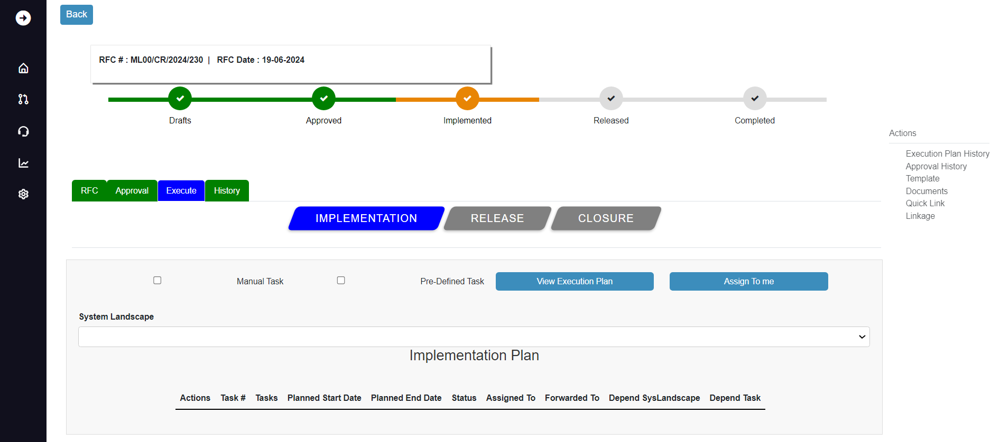 Back
RFC # : ML00/CR/2024/230 | RFC Date : 19-06-2024
Drafts Approved Implemented Released Completed
Actions
Execution Plan History
Approval History
Template
Documents
Quick Link
Linkage
RFC Approval Execute History
IMPLEMENTATION RELEASE CLOSURE
Manual Task Pre-Defined Task View Execution Plan Assign To me
System Landscape
Implementation Plan
Actions Task # Tasks Planned Start Date Planned End Date Status Assigned To Forwarded To Depend SysLandscape Depend Task